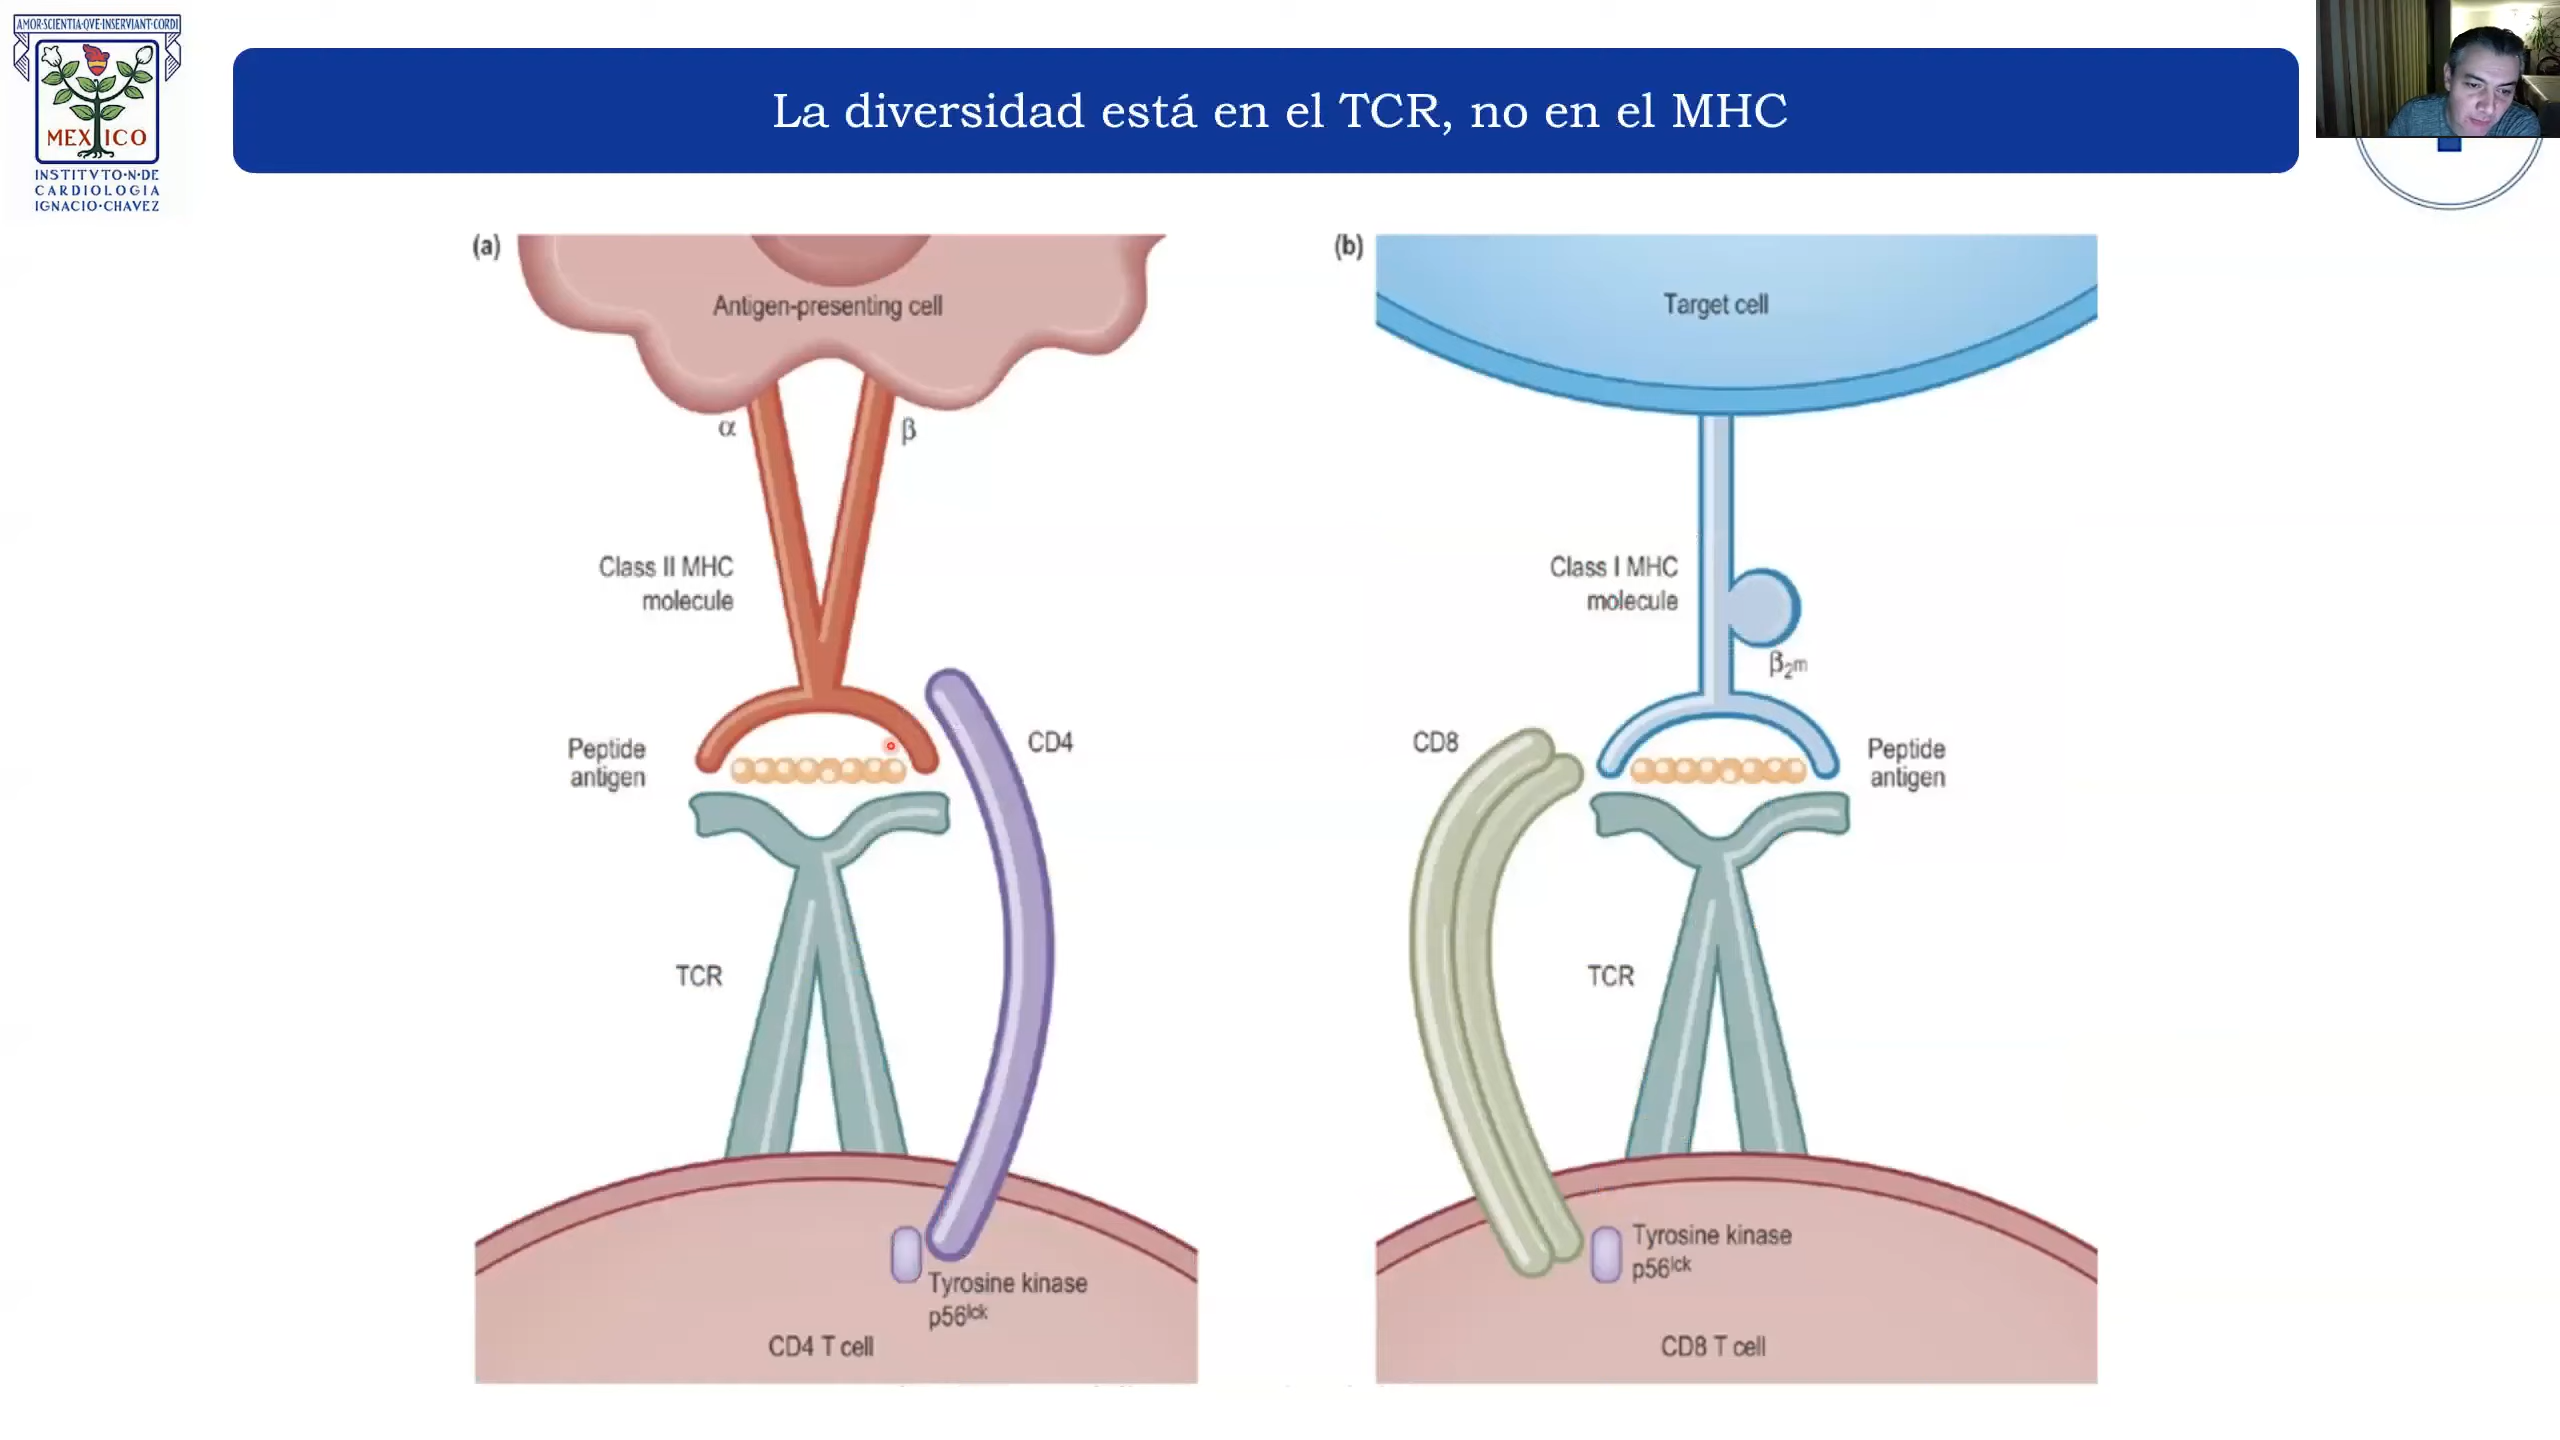 AMOR·SCIENTIA·QVE·INSERVIANT·CORDI
MEXICO
INSTITVTO·N·DE
CARDIOLOGIA
IGNACIO·CHAVEZ
La diversidad está en el TCR, no en el MHC
(a)
Antigen-presenting cell
α
β
Class II MHC
molecule
Peptide
antigen
CD4
TCR
Tyrosine kinase
p56lck
CD4 T cell
(b)
Target cell
Class I MHC
molecule
β2m
CD8
Peptide
antigen
TCR
Tyrosine kinase
p56lck
CD8 T cell